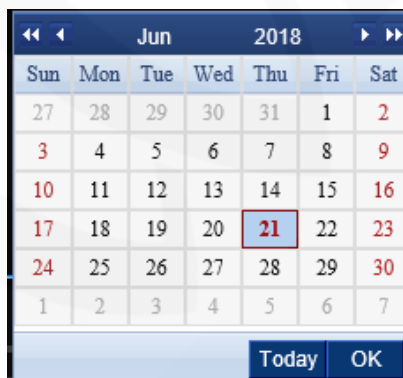 Jun 2018
Sun Mon Tue Wed Thu Fri Sat
27 28 29 30 31 1 2
3 4 5 6 7 8 9
10 11 12 13 14 15 16
17 18 19 20 21 22 23
24 25 26 27 28 29 30
1 2 3 4 5 6 7
Today OK